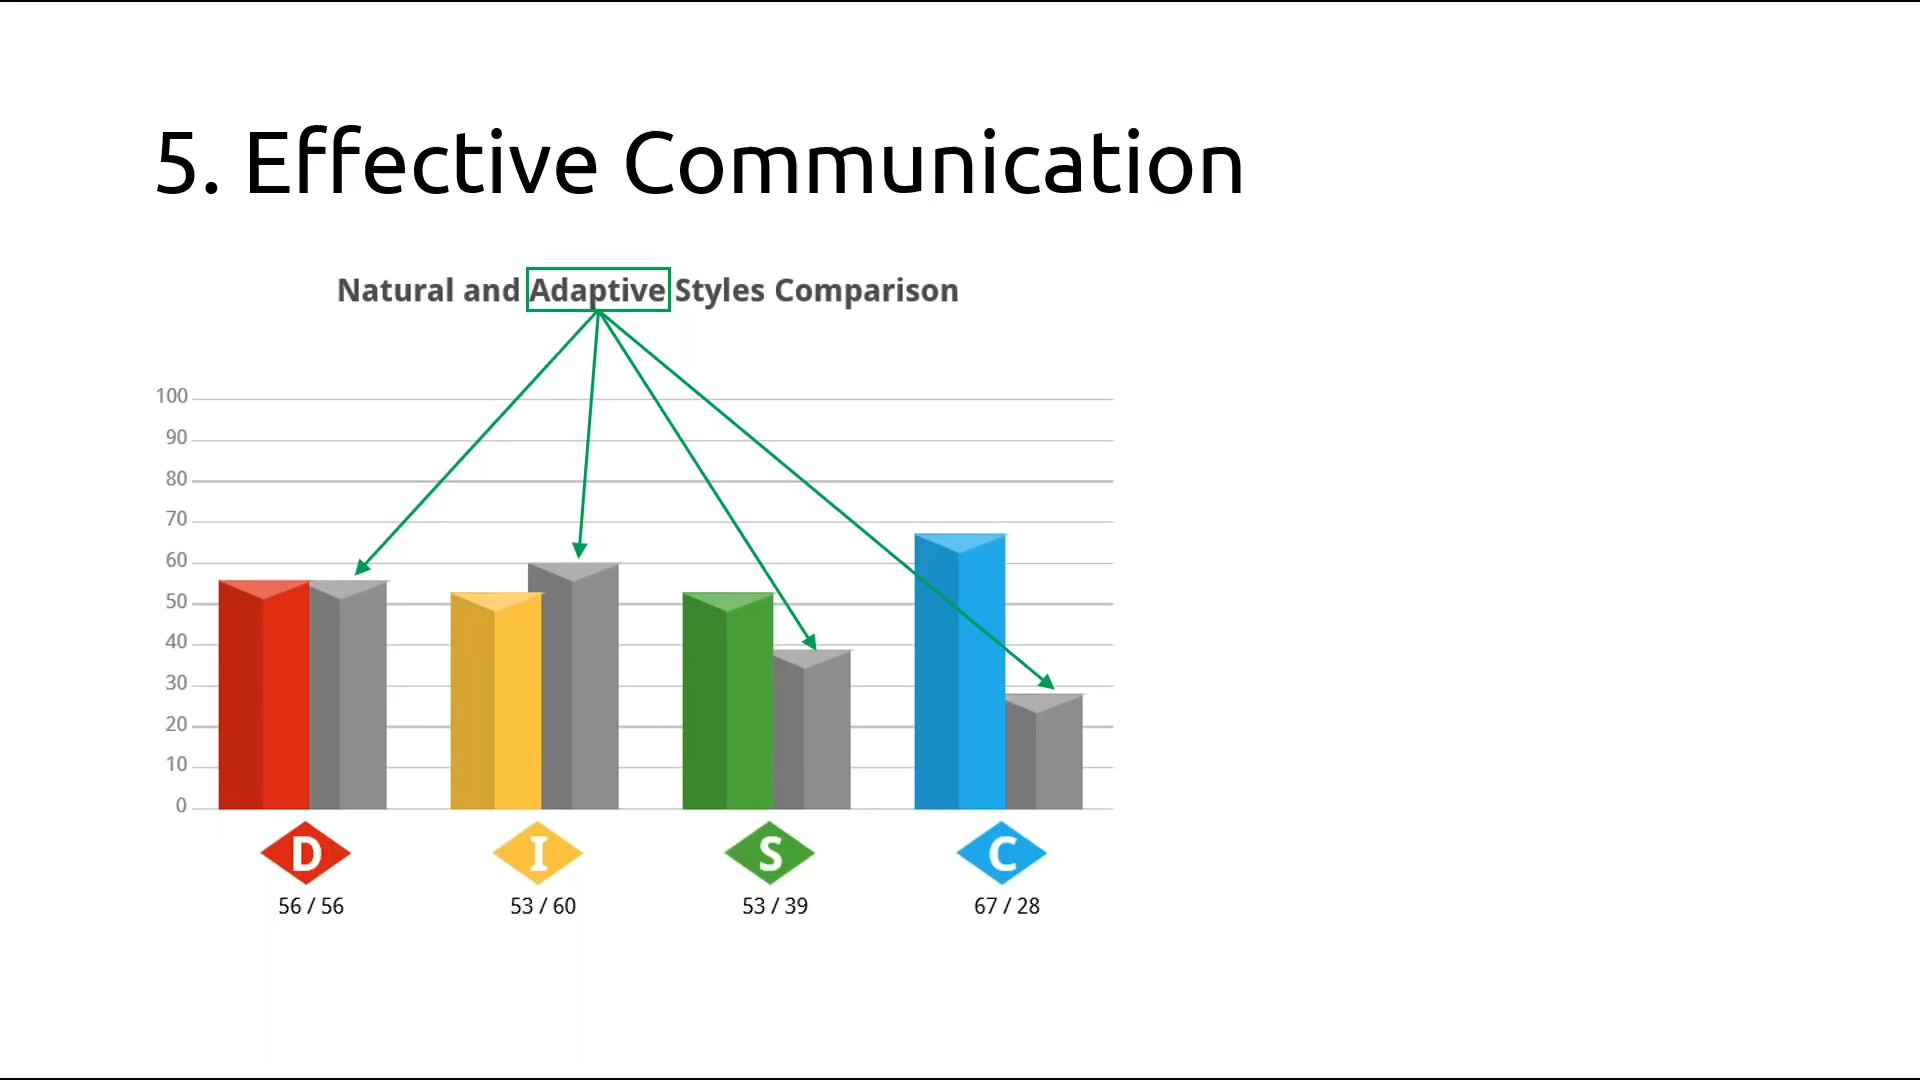 5. Effective Communication
Natural and Adaptive Styles Comparison
100
90
80
70
60
50
40
30
20
10
0
D I S C
56 / 56 53 / 60 53 / 39 67 / 28